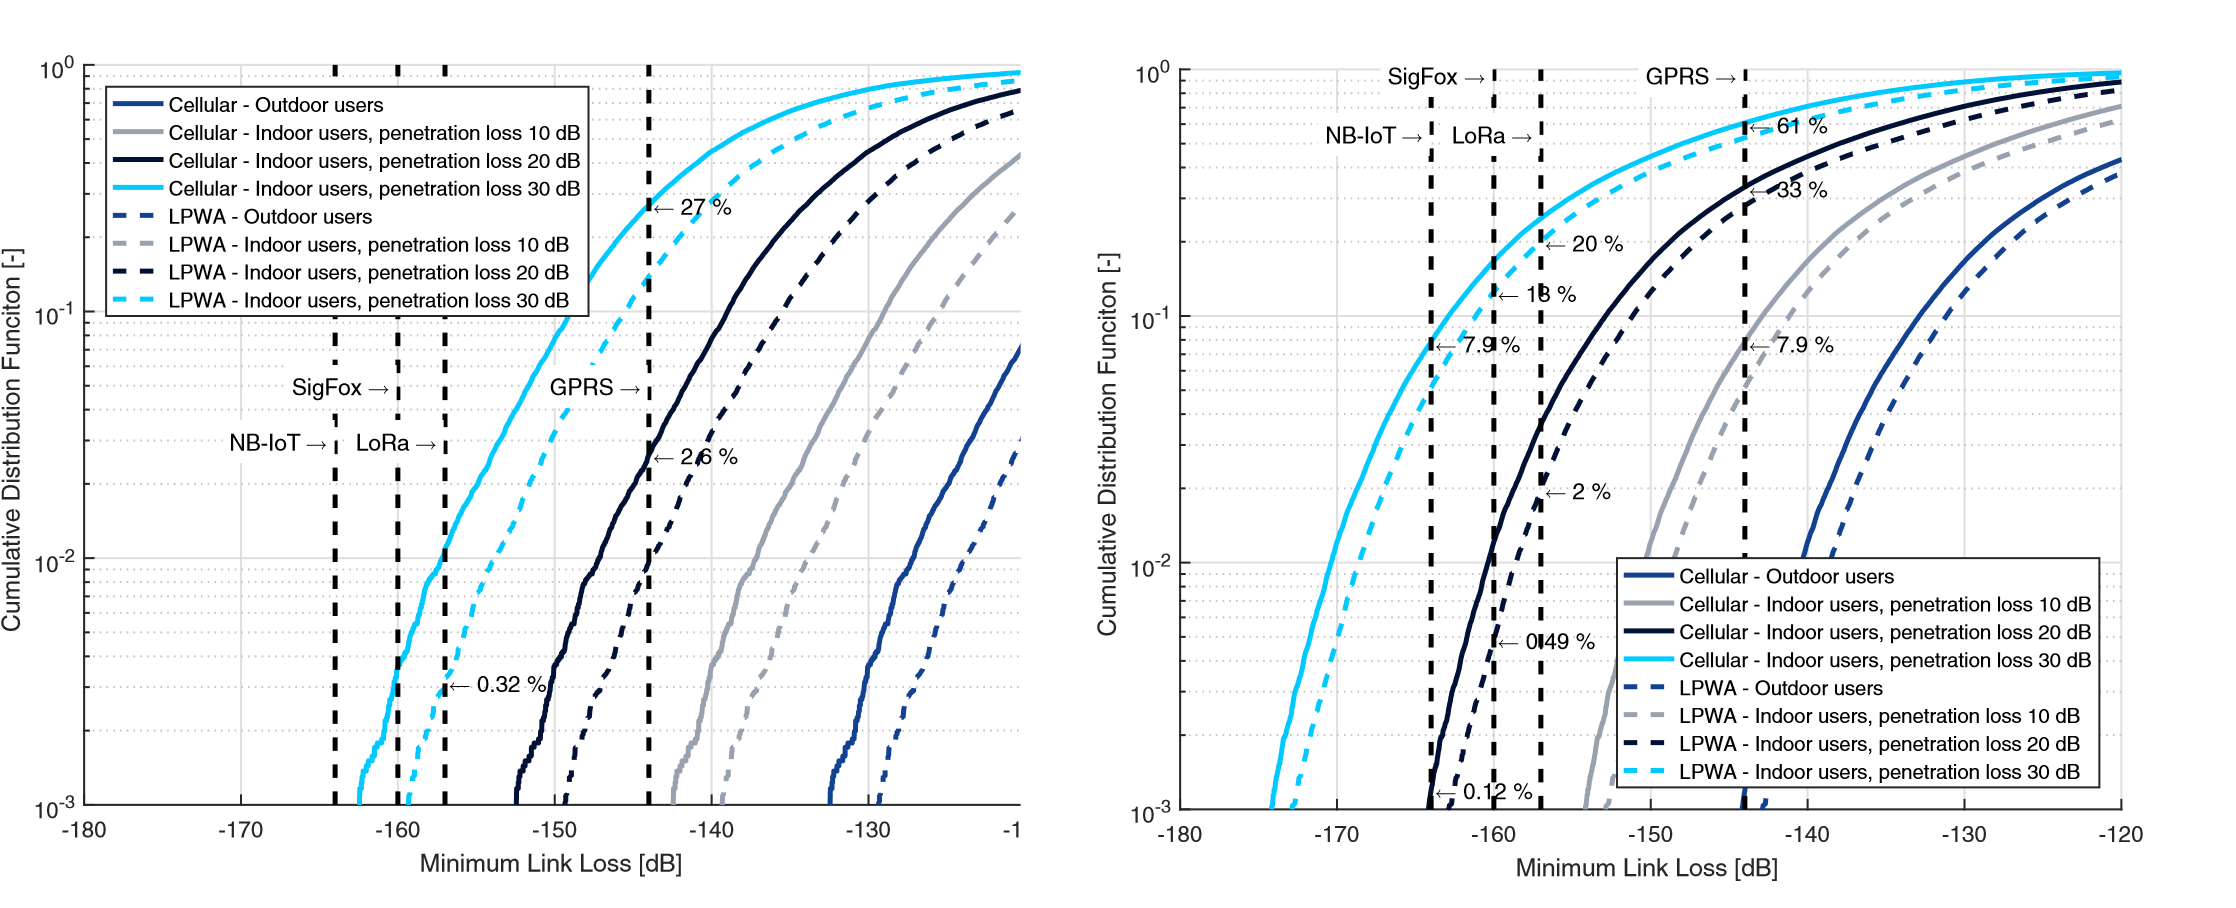 10^0
Cellular - Outdoor users
Cellular - Indoor users, penetration loss 10 dB
Cellular - Indoor users, penetration loss 20 dB
Cellular - Indoor users, penetration loss 30 dB
LPWA - Outdoor users
LPWA - Indoor users, penetration loss 10 dB
LPWA - Indoor users, penetration loss 20 dB
LPWA - Indoor users, penetration loss 30 dB
← 27 %
10^-1
SigFox →
GPRS →
NB-IoT →
LoRa →
← 2.6 %
10^-2
← 0.32 %
10^-3
-180
-170
-160
-150
-140
-130
-1
Minimum Link Loss [dB]
Cumulative Distribution Funciton [-]
10^0
SigFox →
GPRS →
NB-IoT →
LoRa →
← 61 %
← 33 %
← 20 %
← 13 %
10^-1
← 7.9 %
← 7.9 %
← 2 %
10^-2
← 0.49 %
← 0.12 %
Cellular - Outdoor users
Cellular - Indoor users, penetration loss 10 dB
Cellular - Indoor users, penetration loss 20 dB
Cellular - Indoor users, penetration loss 30 dB
LPWA - Outdoor users
LPWA - Indoor users, penetration loss 10 dB
LPWA - Indoor users, penetration loss 20 dB
LPWA - Indoor users, penetration loss 30 dB
10^-3
-180
-170
-160
-150
-140
-130
-120
Minimum Link Loss [dB]
Cumulative Distribution Funciton [-]